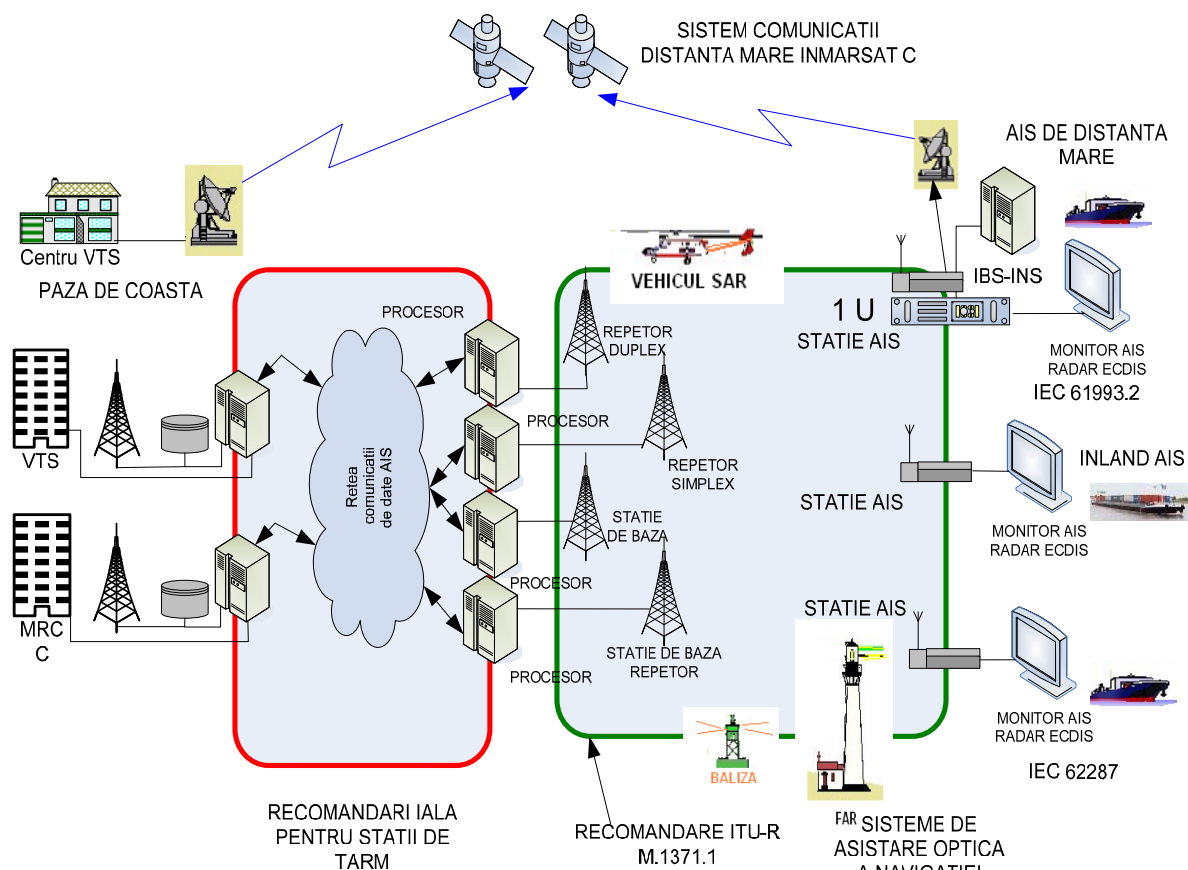 SISTEM COMUNICATII
DISTANTA MARE INMARSAT C
AIS DE DISTANTA
MARE
Centru VTS
PAZA DE COASTA
VEHICUL SAR
IBS-INS
PROCESOR
REPETOR
DUPLEX
1 U
STATIE AIS
MONITOR AIS
RADAR ECDIS
IEC 61993.2
VTS
PROCESOR
REPETOR
SIMPLEX
Retea
comunicatii
de date AIS
STATIE AIS
INLAND AIS
STATIE
DE BAZA
MONITOR AIS
RADAR ECDIS
PROCESOR
STATIE AIS
MRC
C
STATIE DE BAZA
REPETOR
PROCESOR
MONITOR AIS
RADAR ECDIS
IEC 62287
BALIZA
RECOMANDARI IALA
PENTRU STATII DE
TARM
RECOMANDARE ITU-R
M.1371.1
FAR SISTEME DE
ASISTARE OPTICA
A NAVIGATIEI